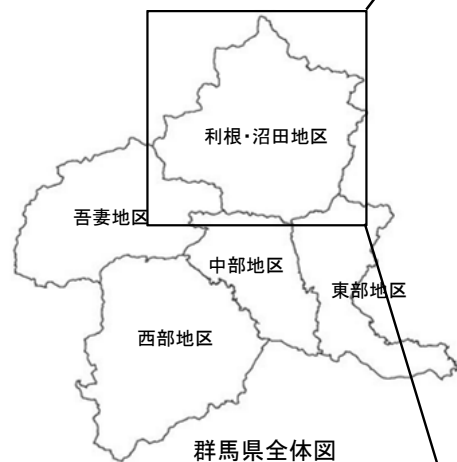 利根・沼田地区
吾妻地区
中部地区
東部地区
西部地区
群馬県全体図